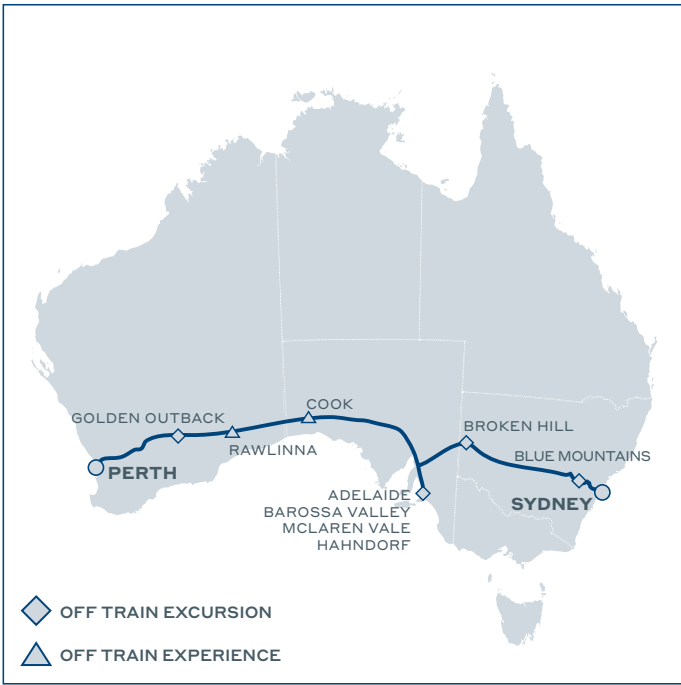 COOK
GOLDEN OUTBACK
BROKEN HILL
RAWLINNA
BLUE MOUNTAINS
PERTH
ADELAIDE
BAROSSA VALLEY
MCLAREN VALE
HAHNDORF
SYDNEY
OFF TRAIN EXCURSION
OFF TRAIN EXPERIENCE